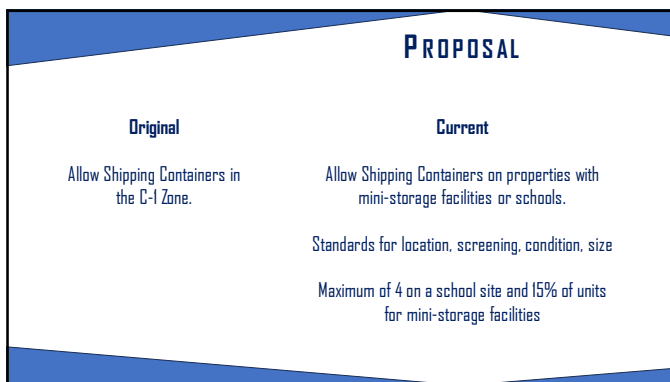 PROPOSAL
Original
Allow Shipping Containers in
the C-1 Zone.
Current
Allow Shipping Containers on properties with
mini-storage facilities or schools.
Standards for location, screening, condition, size
Maximum of 4 on a school site and 15% of units
for mini-storage facilities